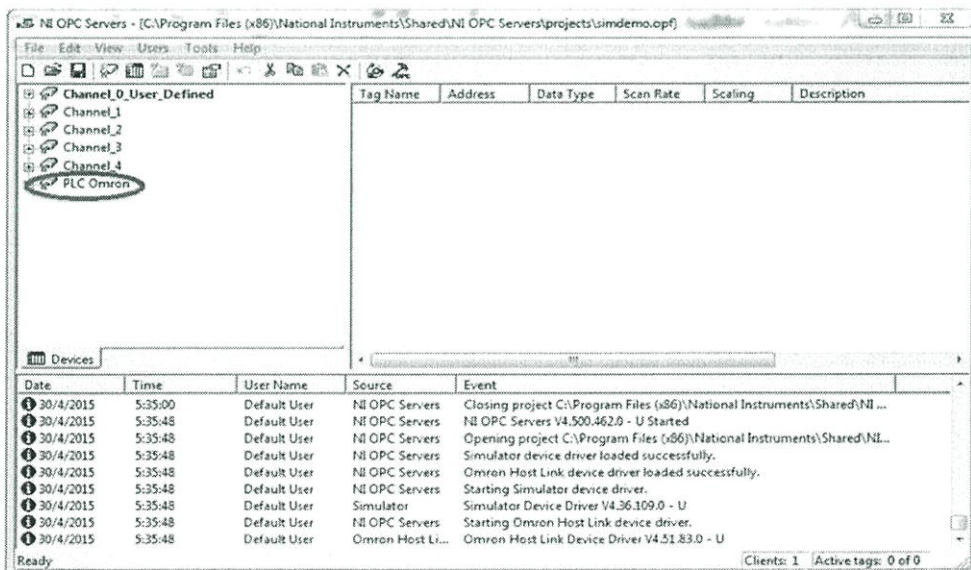 NI OPC Servers - [C:\Program Files (x86)\National Instruments\Shared\NI OPC Servers\projects\simdemo.opf]
File Edit View Users Tools Help
Channel_0_User_Defined
Channel_1
Channel_2
Channel_3
Channel_4
PLC Omron
Devices
Tag Name Address Data Type Scan Rate Scaling Description
Date Time User Name Source Event
30/4/2015 5:35:00 Default User NI OPC Servers Closing project C:\Program Files (x86)\National Instruments\Shared\NI ...
30/4/2015 5:35:48 Default User NI OPC Servers NI OPC Servers V4.500.462.0 - U Started
30/4/2015 5:35:48 Default User NI OPC Servers Opening project C:\Program Files (x86)\National Instruments\Shared\NI...
30/4/2015 5:35:48 Default User NI OPC Servers Simulator device driver loaded successfully.
30/4/2015 5:35:48 Default User NI OPC Servers Omron Host Link device driver loaded successfully.
30/4/2015 5:35:48 Default User NI OPC Servers Starting Simulator device driver.
30/4/2015 5:35:48 Default User Simulator Simulator Device Driver V4.36.109.0 - U
30/4/2015 5:35:48 Default User NI OPC Servers Starting Omron Host Link device driver.
30/4/2015 5:35:48 Default User Omron Host Li... Omron Host Link Device Driver V4.51.83.0 - U
Ready Clients: 1 Active tags: 0 of 0